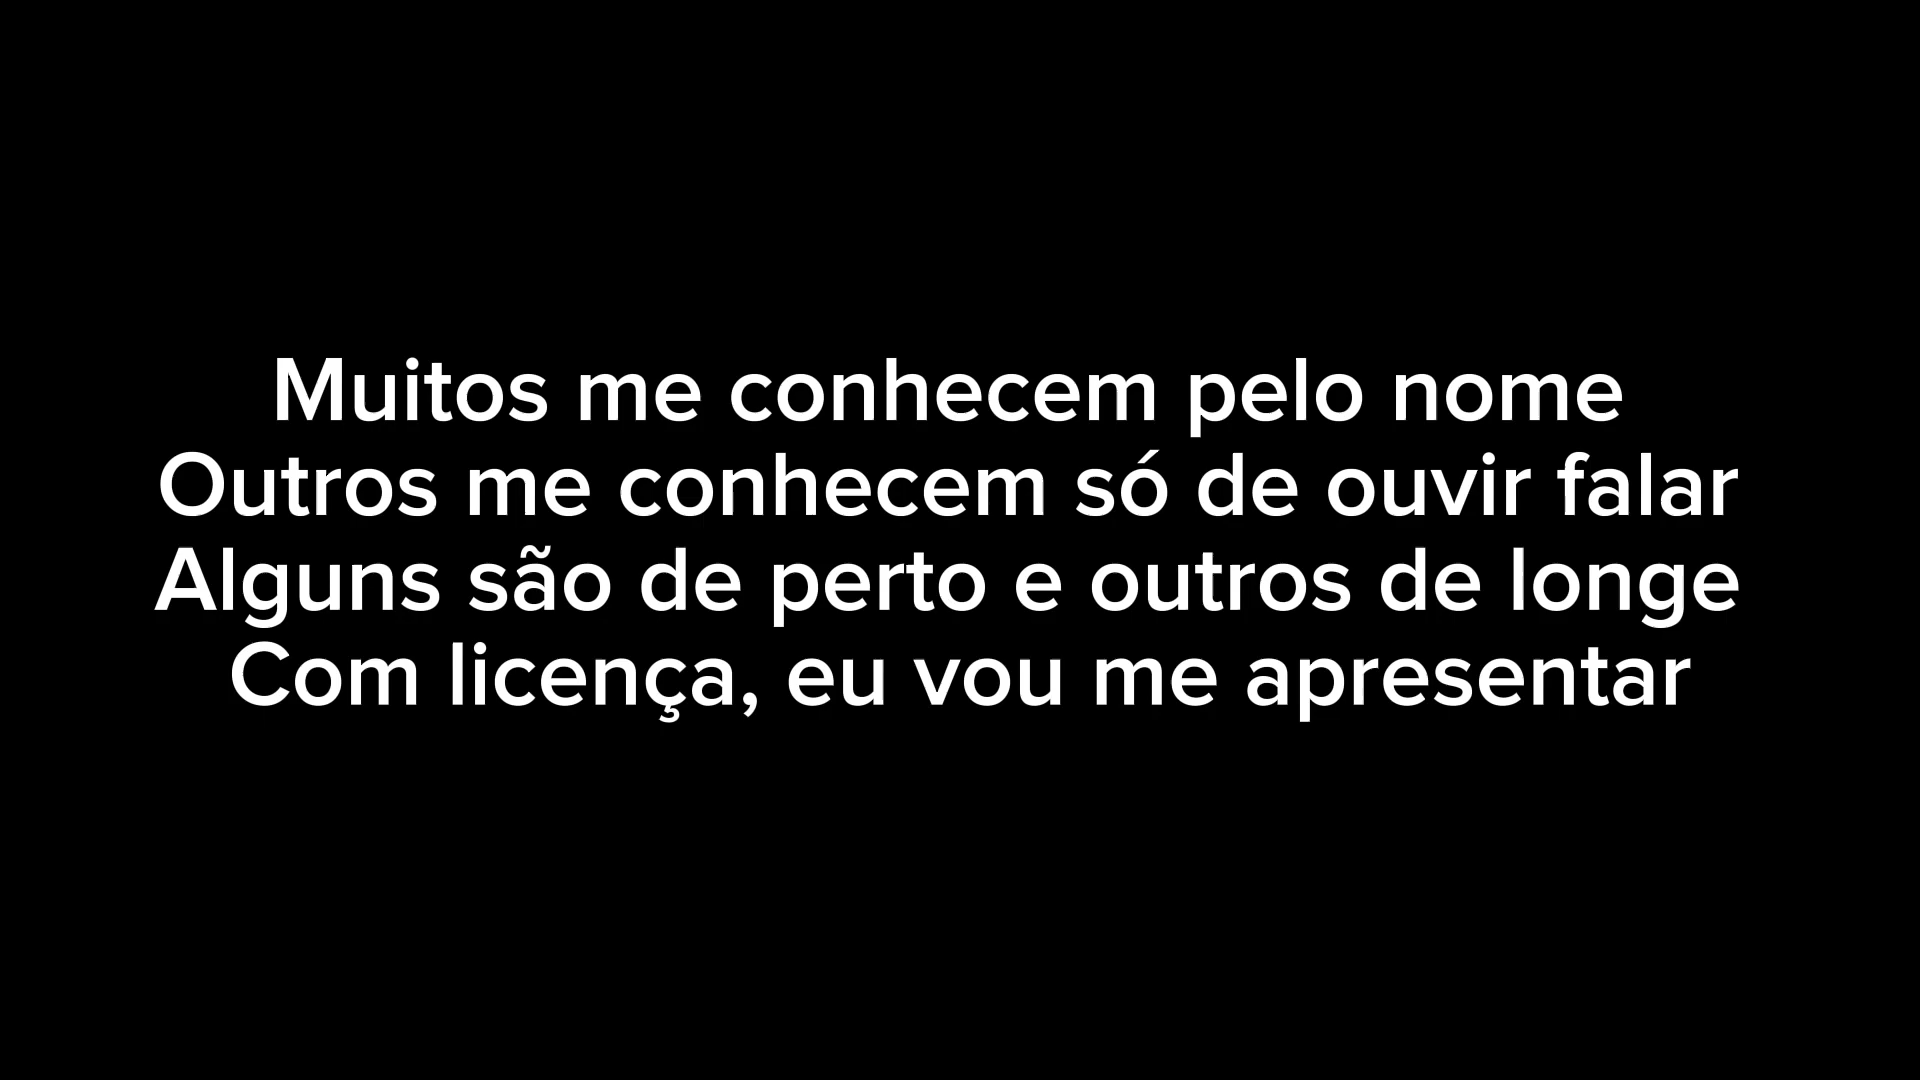 Muitos me conhecem pelo nome
Outros me conhecem só de ouvir falar
Alguns são de perto e outros de longe
Com licença, eu vou me apresentar